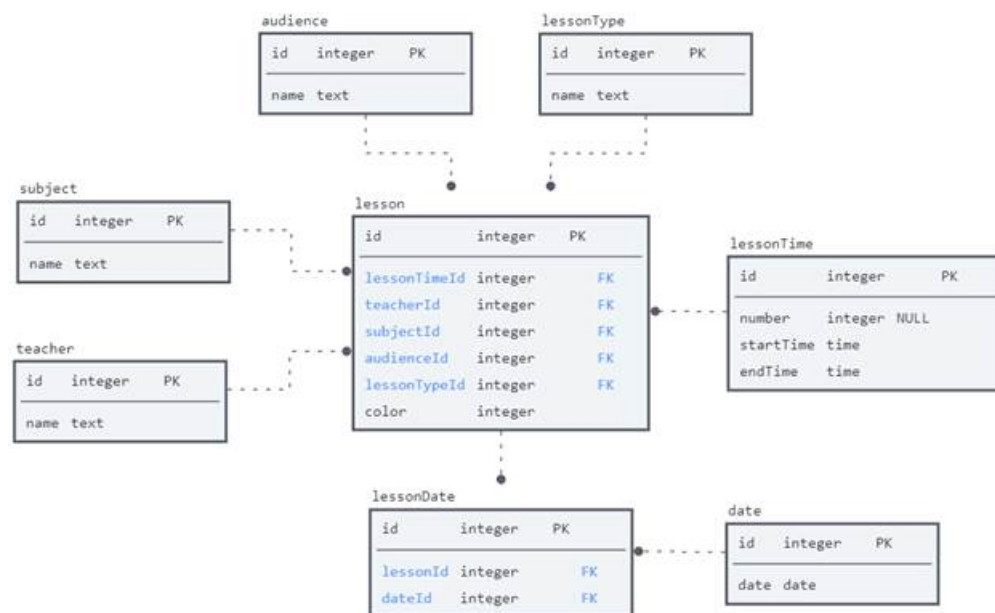 audience
id integer PK
name text
lessonType
id integer PK
name text
subject
id integer PK
name text
teacher
id integer PK
name text
lesson
id integer PK
lessonTimeId integer FK
teacherId integer FK
subjectId integer FK
audienceId integer FK
lessonTypeId integer FK
color integer
lessonTime
id integer PK
number integer NULL
startTime time
endTime time
lessonDate
id integer PK
lessonId integer FK
dateId integer FK
date
id integer PK
date date